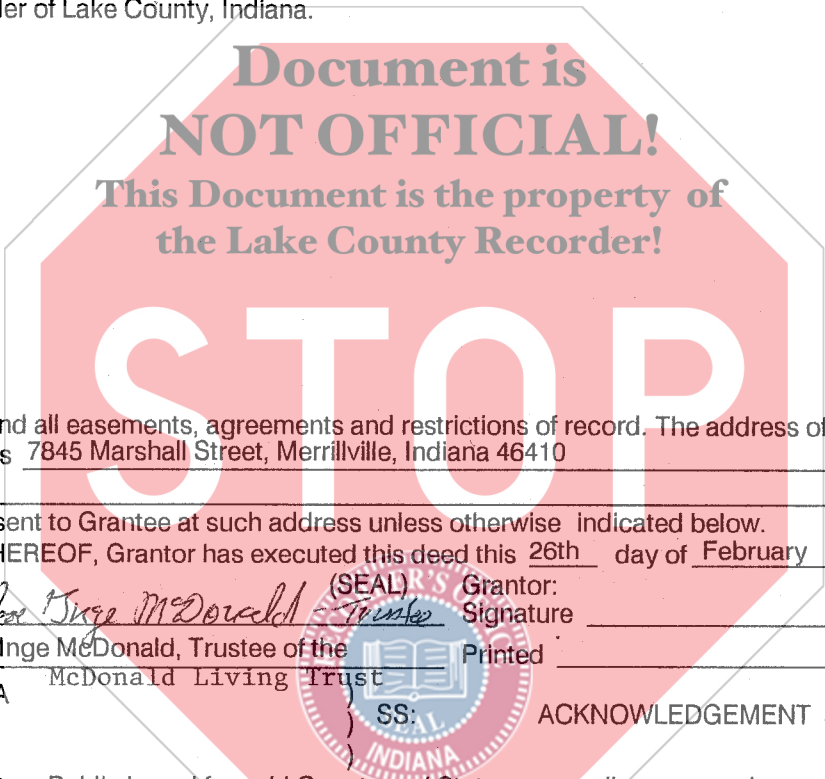 ler of Lake County, Indiana.
Document is
NOT OFFICIAL!
This Document is the property of
the Lake County Recorder!
STOP
nd all easements, agreements and restrictions of record. The address of
s 7845 Marshall Street, Merrillville, Indiana 46410
sent to Grantee at such address unless otherwise indicated below.
HEREOF, Grantor has executed this deed this 26th day of February
(SEAL) Grantor:
Inge McDonald - Trustee Signature
Inge McDonald, Trustee of the Printed
McDonald Living Trust
A
) SS: ACKNOWLEDGEMENT
)
SEAL
INDIANA